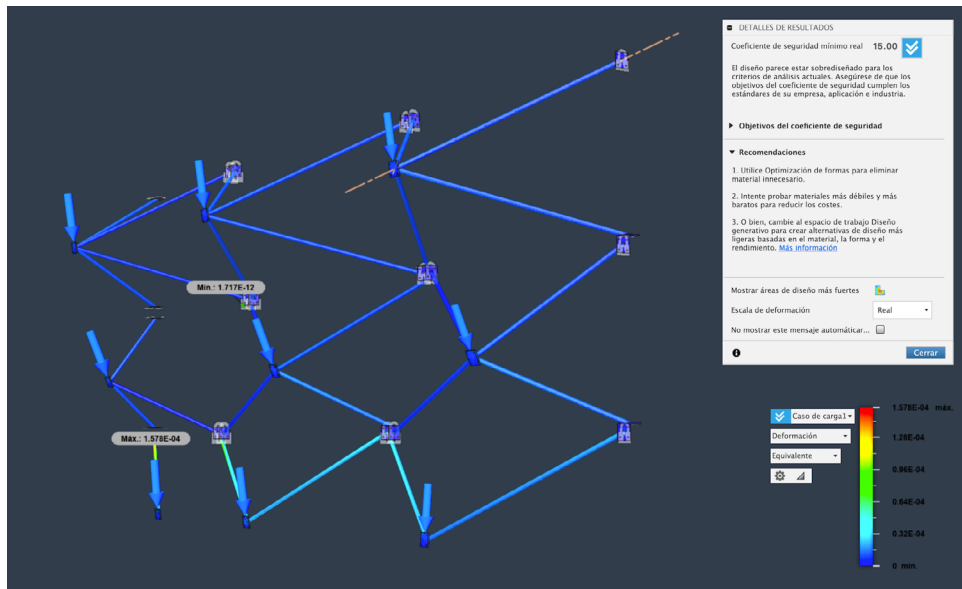 DETALLES DE RESULTADOS
Coeficiente de seguridad mínimo real 15.00
El diseño parece estar sobrediseñado para los
criterios de análisis actuales. Asegúrese de que los
objetivos del coeficiente de seguridad cumplen los
estándares de su empresa, aplicación e industria.
Objetivos del coeficiente de seguridad
Recomendaciones
1. Utilice Optimización de formas para eliminar
material innecesario.
2. Intente probar materiales más débiles y más
baratos para reducir los costes.
3. O bien, cambie al espacio de trabajo Diseño
generativo para crear alternativas de diseño más
ligeras basadas en el material, la forma y el
rendimiento. Más información
Mostrar áreas de diseño más fuertes
Escala de deformación Real
No mostrar este mensaje automáticar...
Cerrar
Mín.: 1.717E-12
Máx.: 1.578E-04
Caso de carga1
Deformación
Equivalente
1.578E-04 máx.
1.28E-04
0.96E-04
0.64E-04
0.32E-04
0 mín.